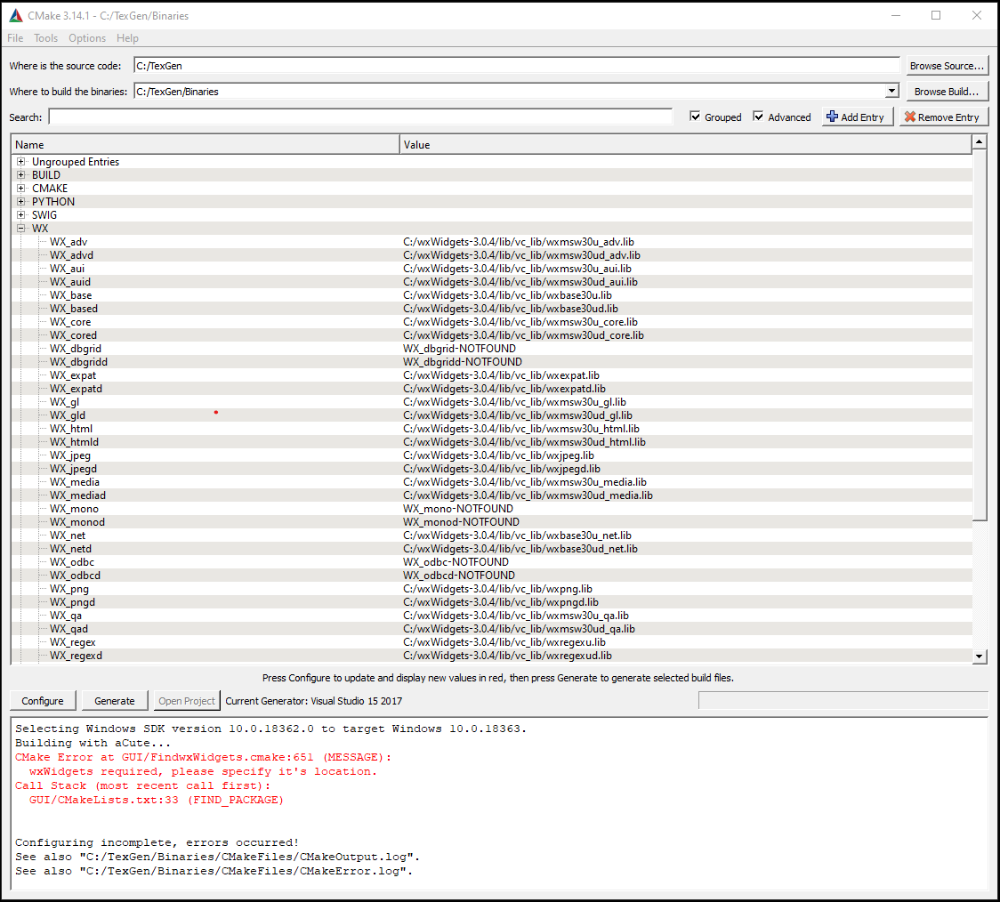 CMake 3.14.1 - C:/TexGen/Binaries
File Tools Options Help
Where is the source code: C:/TexGen Browse Source...
Where to build the binaries: C:/TexGen/Binaries Browse Build...
Search: Grouped Advanced Add Entry Remove Entry
Name Value
Ungrouped Entries
BUILD
CMAKE
PYTHON
SWIG
WX
WX_adv C:/wxWidgets-3.0.4/lib/vc_lib/wxmsw30u_adv.lib
WX_advd C:/wxWidgets-3.0.4/lib/vc_lib/wxmsw30ud_adv.lib
WX_aui C:/wxWidgets-3.0.4/lib/vc_lib/wxmsw30u_aui.lib
WX_auid C:/wxWidgets-3.0.4/lib/vc_lib/wxmsw30ud_aui.lib
WX_base C:/wxWidgets-3.0.4/lib/vc_lib/wxbase30u.lib
WX_based C:/wxWidgets-3.0.4/lib/vc_lib/wxbase30ud.lib
WX_core C:/wxWidgets-3.0.4/lib/vc_lib/wxmsw30u_core.lib
WX_cored C:/wxWidgets-3.0.4/lib/vc_lib/wxmsw30ud_core.lib
WX_dbgrid WX_dbgrid-NOTFOUND
WX_dbgridd WX_dbgridd-NOTFOUND
WX_expat C:/wxWidgets-3.0.4/lib/vc_lib/wxexpat.lib
WX_expatd C:/wxWidgets-3.0.4/lib/vc_lib/wxexpatd.lib
WX_gl C:/wxWidgets-3.0.4/lib/vc_lib/wxmsw30u_gl.lib
WX_gld C:/wxWidgets-3.0.4/lib/vc_lib/wxmsw30ud_gl.lib
WX_html C:/wxWidgets-3.0.4/lib/vc_lib/wxmsw30u_html.lib
WX_htmld C:/wxWidgets-3.0.4/lib/vc_lib/wxmsw30ud_html.lib
WX_jpeg C:/wxWidgets-3.0.4/lib/vc_lib/wxjpeg.lib
WX_jpegd C:/wxWidgets-3.0.4/lib/vc_lib/wxjpegd.lib
WX_media C:/wxWidgets-3.0.4/lib/vc_lib/wxmsw30u_media.lib
WX_mediad C:/wxWidgets-3.0.4/lib/vc_lib/wxmsw30ud_media.lib
WX_mono WX_mono-NOTFOUND
WX_monod WX_monod-NOTFOUND
WX_net C:/wxWidgets-3.0.4/lib/vc_lib/wxbase30u_net.lib
WX_netd C:/wxWidgets-3.0.4/lib/vc_lib/wxbase30ud_net.lib
WX_odbc WX_odbc-NOTFOUND
WX_odbcd WX_odbcd-NOTFOUND
WX_png C:/wxWidgets-3.0.4/lib/vc_lib/wxpng.lib
WX_pngd C:/wxWidgets-3.0.4/lib/vc_lib/wxpngd.lib
WX_qa C:/wxWidgets-3.0.4/lib/vc_lib/wxmsw30u_qa.lib
WX_qad C:/wxWidgets-3.0.4/lib/vc_lib/wxmsw30ud_qa.lib
WX_regex C:/wxWidgets-3.0.4/lib/vc_lib/wxregexu.lib
WX_regexd C:/wxWidgets-3.0.4/lib/vc_lib/wxregexud.lib
Press Configure to update and display new values in red, then press Generate to generate selected build files.
Configure Generate Open Project Current Generator: Visual Studio 15 2017
Selecting Windows SDK version 10.0.18362.0 to target Windows 10.0.18363.
Building with aCute...
CMake Error at GUI/FindwxWidgets.cmake:651 (MESSAGE):
wxWidgets required, please specify it's location.
Call Stack (most recent call first):
GUI/CMakeLists.txt:33 (FIND_PACKAGE)
Configuring incomplete, errors occurred!
See also "C:/TexGen/Binaries/CMakeFiles/CMakeOutput.log".
See also "C:/TexGen/Binaries/CMakeFiles/CMakeError.log".